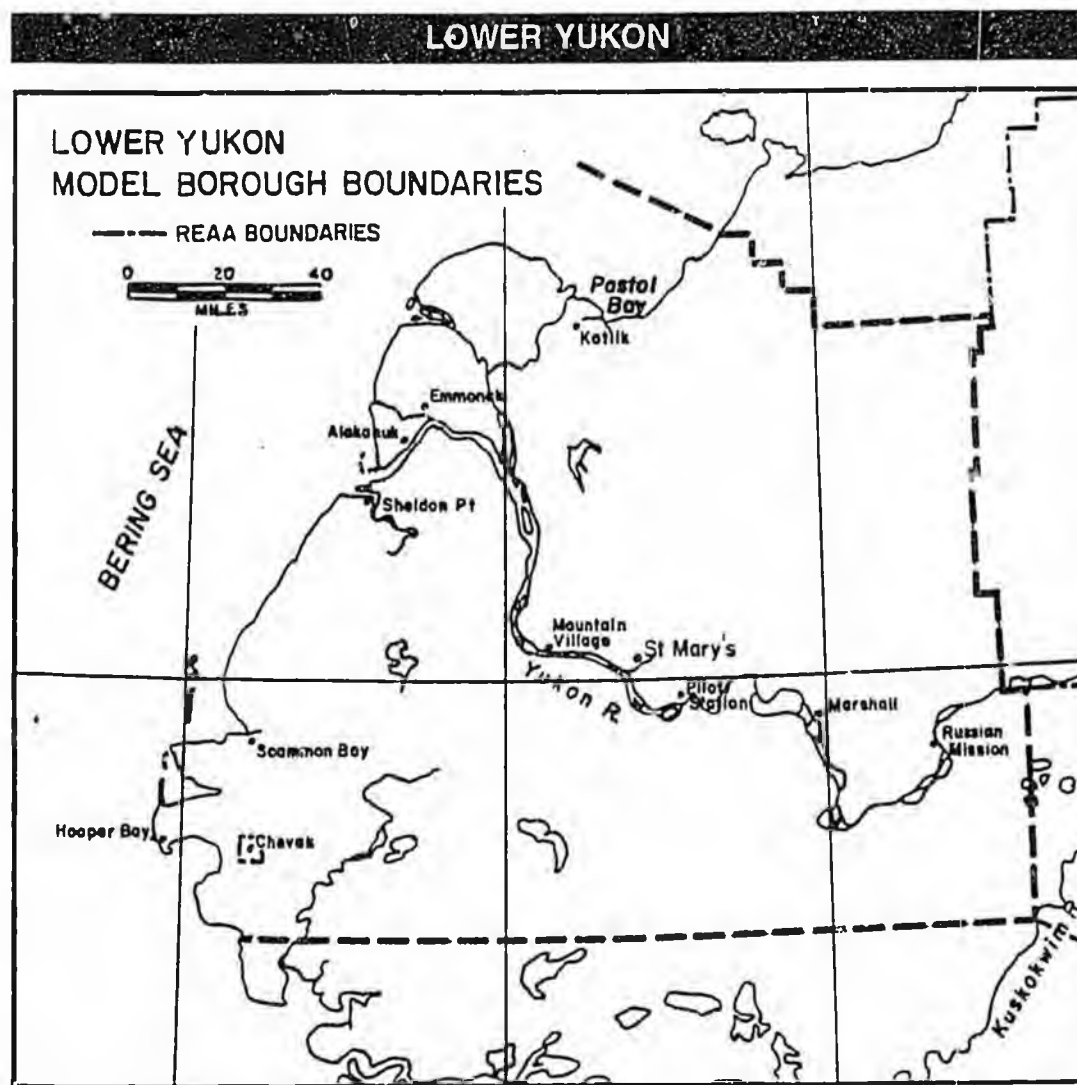 LOWER YUKON
LOWER YUKON
MODEL BOROUGH BOUNDARIES
REAA BOUNDARIES
0 20 40
MILES
Pastol
Bay
Kotlik
Emmonak
Alakanuk
BERING SEA
Sheldon Pt
Mountain
Village
St Mary's
Yukon R.
Pilot
Station
Marshall
Russian
Mission
Scammon Bay
Hooper Bay
Chevak
Kuskokwim